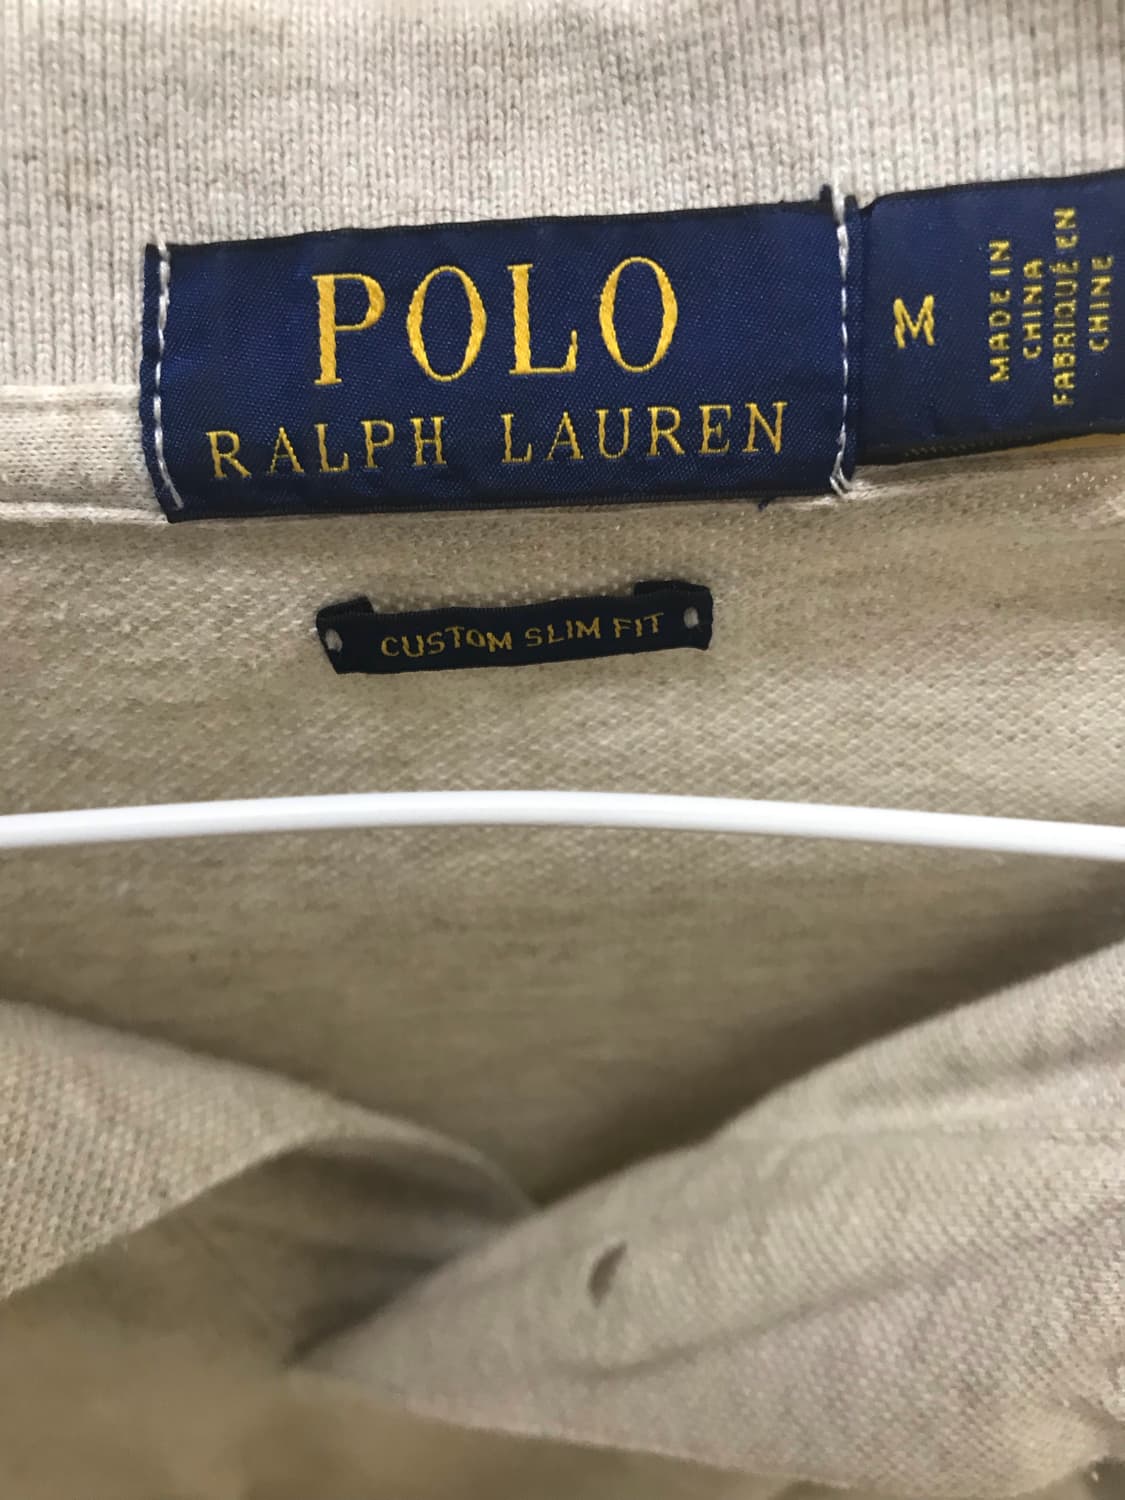 POLO
RALPH LAUREN
M
MADE IN
CHINA
FABRIQUÉ EN
CHINE
CUSTOM SLIM FIT